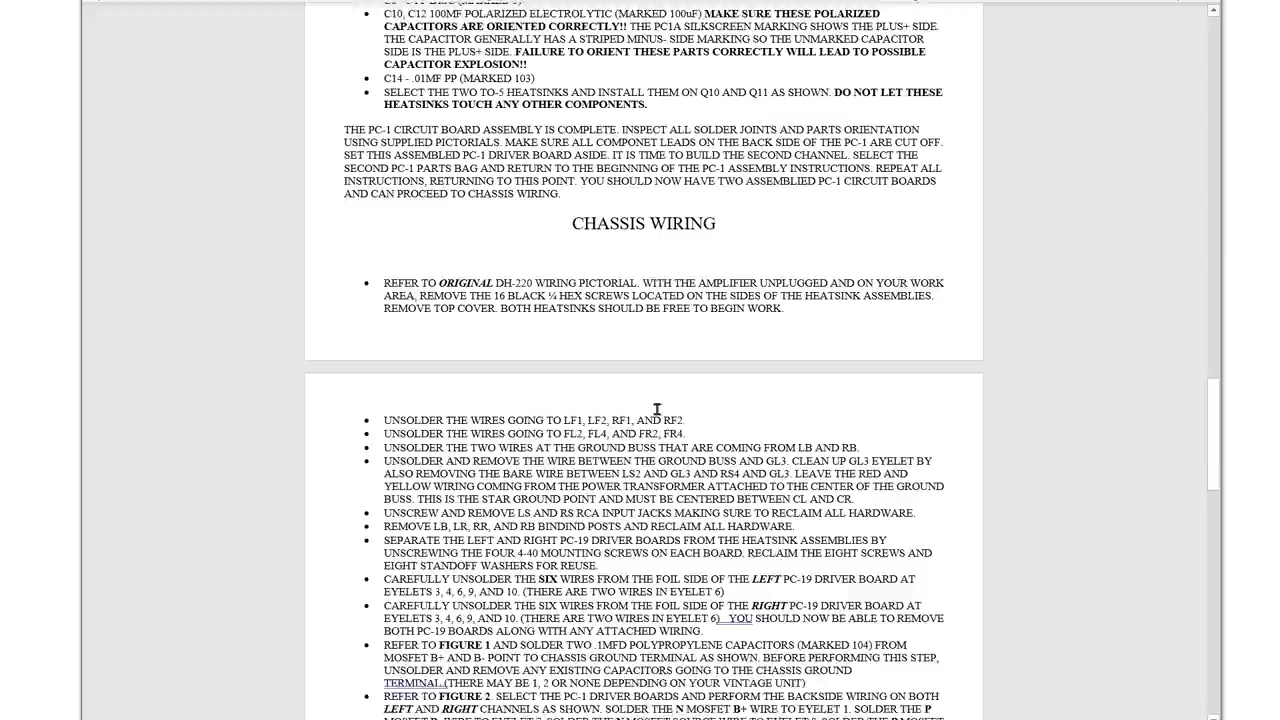 C10, C12 100MF POLARIZED ELECTROLYTIC (MARKED 100uF) MAKE SURE THESE POLARIZED
CAPACITORS ARE ORIENTED CORRECTLY!! THE PC1A SILKSCREEN MARKING SHOWS THE PLUS+ SIDE.
THE CAPACITOR GENERALLY HAS A STRIPED MINUS- SIDE MARKING SO THE UNMARKED CAPACITOR
SIDE IS THE PLUS+ SIDE. FAILURE TO ORIENT THESE PARTS CORRECTLY WILL LEAD TO POSSIBLE
CAPACITOR EXPLOSION!!
• C14 - .01MF PP (MARKED 103)
• SELECT THE TWO TO-5 HEATSINKS AND INSTALL THEM ON Q10 AND Q11 AS SHOWN. DO NOT LET THESE
HEATSINKS TOUCH ANY OTHER COMPONENTS.
THE PC-1 CIRCUIT BOARD ASSEMBLY IS COMPLETE. INSPECT ALL SOLDER JOINTS AND PARTS ORIENTATION
USING SUPPLIED PICTORIALS. MAKE SURE ALL COMPONET LEADS ON THE BACK SIDE OF THE PC-1 ARE CUT OFF.
SET THIS ASSEMBLED PC-1 DRIVER BOARD ASIDE. IT IS TIME TO BUILD THE SECOND CHANNEL. SELECT THE
SECOND PC-1 PARTS BAG AND RETURN TO THE BEGINNING OF THE PC-1 ASSEMBLY INSTRUCTIONS. REPEAT ALL
INSTRUCTIONS, RETURNING TO THIS POINT. YOU SHOULD NOW HAVE TWO ASSEMBLIED PC-1 CIRCUIT BOARDS
AND CAN PROCEED TO CHASSIS WIRING.
CHASSIS WIRING
• REFER TO ORIGINAL DH-220 WIRING PICTORIAL. WITH THE AMPLIFIER UNPLUGGED AND ON YOUR WORK
AREA, REMOVE THE 16 BLACK ¼ HEX SCREWS LOCATED ON THE SIDES OF THE HEATSINK ASSEMBLIES.
REMOVE TOP COVER. BOTH HEATSINKS SHOULD BE FREE TO BEGIN WORK.
• UNSOLDER THE WIRES GOING TO LF1, LF2, RF1, AND RF2.
• UNSOLDER THE WIRES GOING TO FL2, FL4, AND FR2, FR4.
• UNSOLDER THE TWO WIRES AT THE GROUND BUSS THAT ARE COMING FROM LB AND RB.
• UNSOLDER AND REMOVE THE WIRE BETWEEN THE GROUND BUSS AND GL3. CLEAN UP GL3 EYELET BY
ALSO REMOVING THE BARE WIRE BETWEEN LS2 AND GL3 AND RS4 AND GL3. LEAVE THE RED AND
YELLOW WIRING COMING FROM THE POWER TRANSFORMER ATTACHED TO THE CENTER OF THE GROUND
BUSS. THIS IS THE STAR GROUND POINT AND MUST BE CENTERED BETWEEN CL AND CR.
• UNSCREW AND REMOVE LS AND RS RCA INPUT JACKS MAKING SURE TO RECLAIM ALL HARDWARE.
• REMOVE LB, LR, RR, AND RB BINDIND POSTS AND RECLAIM ALL HARDWARE.
• SEPARATE THE LEFT AND RIGHT PC-19 DRIVER BOARDS FROM THE HEATSINK ASSEMBLIES BY
UNSCREWING THE FOUR 4-40 MOUNTING SCREWS ON EACH BOARD. RECLAIM THE EIGHT SCREWS AND
EIGHT STANDOFF WASHERS FOR REUSE.
• CAREFULLY UNSOLDER THE SIX WIRES FROM THE FOIL SIDE OF THE LEFT PC-19 DRIVER BOARD AT
EYELETS 3, 4, 6, 9, AND 10. (THERE ARE TWO WIRES IN EYELET 6)
• CAREFULLY UNSOLDER THE SIX WIRES FROM THE FOIL SIDE OF THE RIGHT PC-19 DRIVER BOARD AT
EYELETS 3, 4, 6, 9, AND 10. (THERE ARE TWO WIRES IN EYELET 6) YOU SHOULD NOW BE ABLE TO REMOVE
BOTH PC-19 BOARDS ALONG WITH ANY ATTACHED WIRING.
• REFER TO FIGURE 1 AND SOLDER TWO .1MFD POLYPROPYLENE CAPACITORS (MARKED 104) FROM
MOSFET B+ AND B- POINT TO CHASSIS GROUND TERMINAL AS SHOWN. BEFORE PERFORMING THIS STEP,
UNSOLDER AND REMOVE ANY EXISTING CAPACITORS GOING TO THE CHASSIS GROUND
TERMINAL.(THERE MAY BE 1, 2 OR NONE DEPENDING ON YOUR VINTAGE UNIT)
• REFER TO FIGURE 2. SELECT THE PC-1 DRIVER BOARDS AND PERFORM THE BACKSIDE WIRING ON BOTH
LEFT AND RIGHT CHANNELS AS SHOWN. SOLDER THE N MOSFET B+ WIRE TO EYELET 1. SOLDER THE P